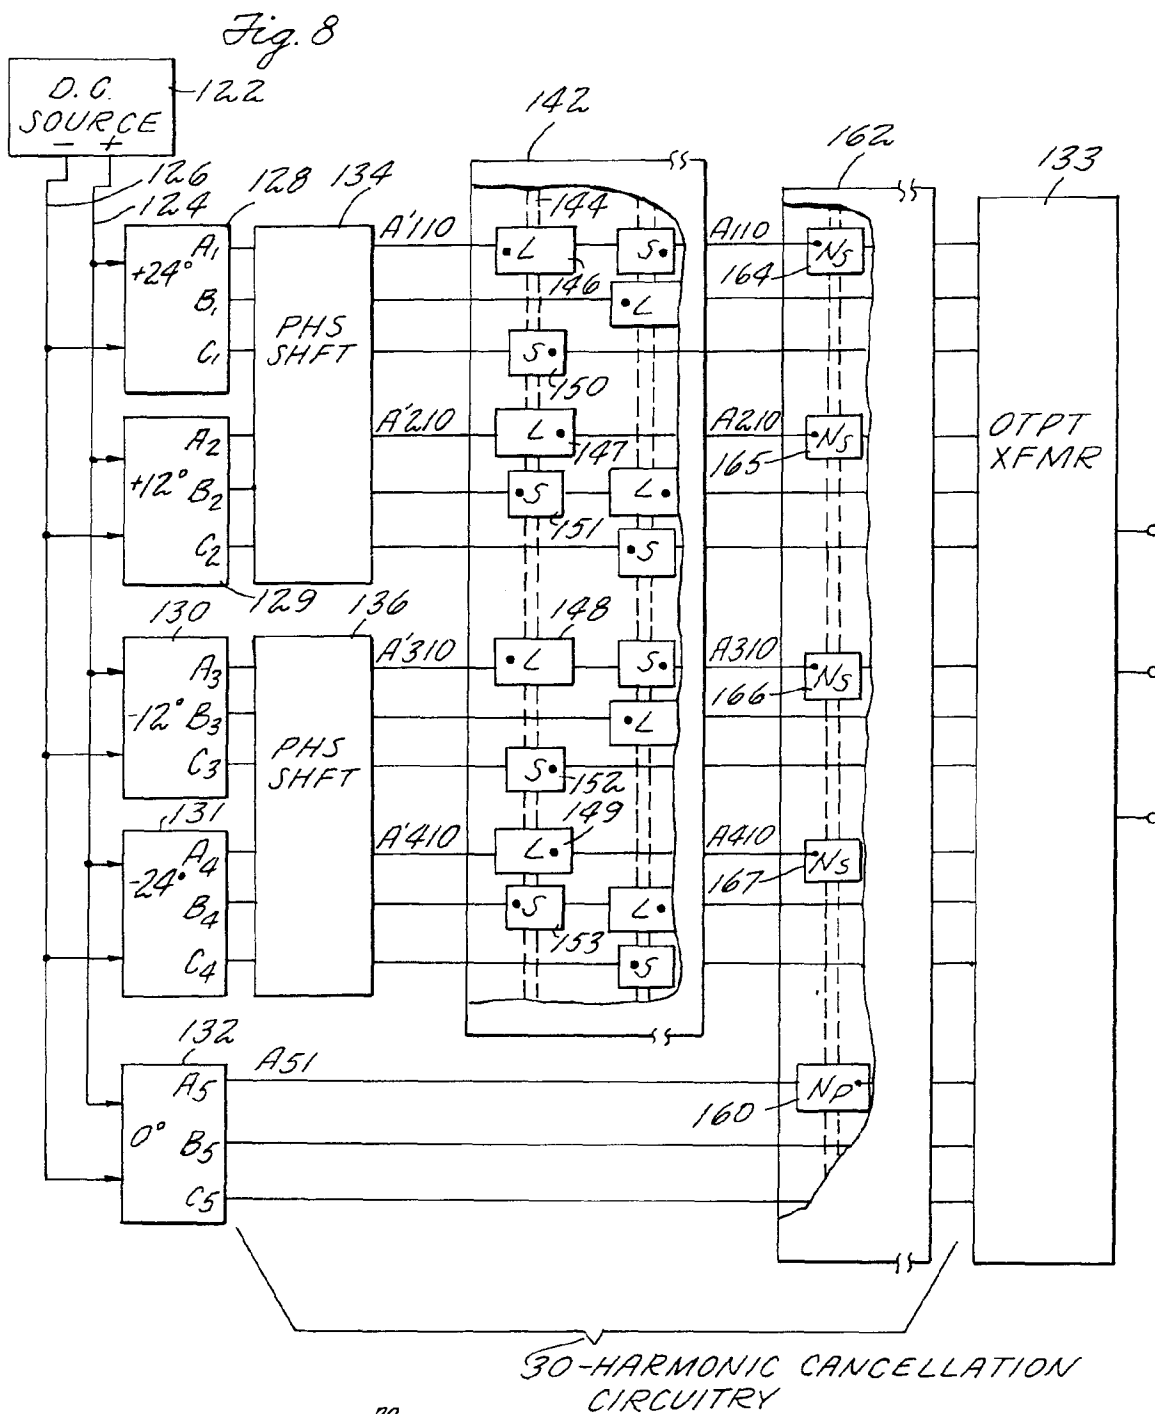 Fig. 8
D.C.
SOURCE
- +
122
142
162
133
126
124
128
134
144
A1
+24°
B1
C1
PHS
SHFT
A'110
L
146
S
L
S
150
A110
NS
164
A2
+12°
B2
C2
129
A'210
L
147
S
151
L
S
A210
NS
165
OTPT
XFMR
130
136
148
A3
-12°
B3
C3
PHS
SHFT
A'310
L
S
L
S
152
A310
NS
166
131
A4
-24°
B4
C4
A'410
L
149
S
153
L
S
A410
NS
167
132
A5
0°
B5
C5
A51
NP
160
30-HARMONIC CANCELLATION
CIRCUITRY